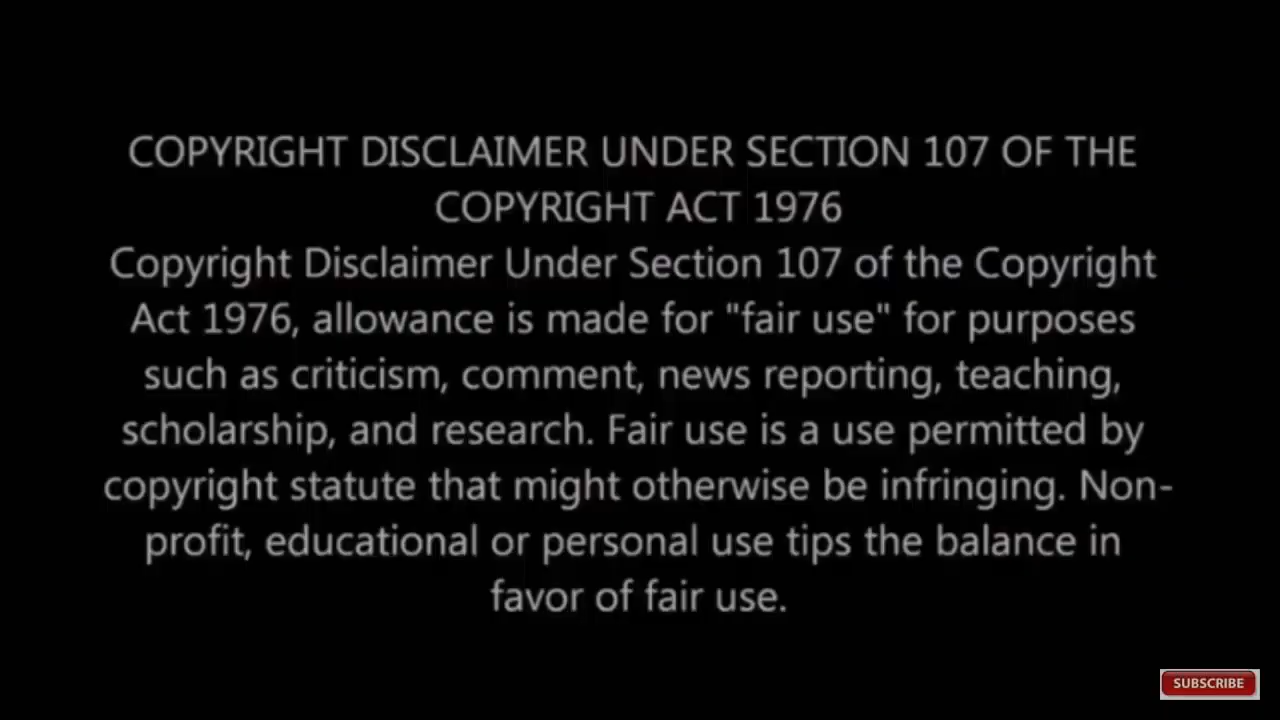 COPYRIGHT DISCLAIMER UNDER SECTION 107 OF THE
COPYRIGHT ACT 1976
Copyright Disclaimer Under Section 107 of the Copyright
Act 1976, allowance is made for "fair use" for purposes
such as criticism, comment, news reporting, teaching,
scholarship, and research. Fair use is a use permitted by
copyright statute that might otherwise be infringing. Non-
profit, educational or personal use tips the balance in
favor of fair use.
SUBSCRIBE